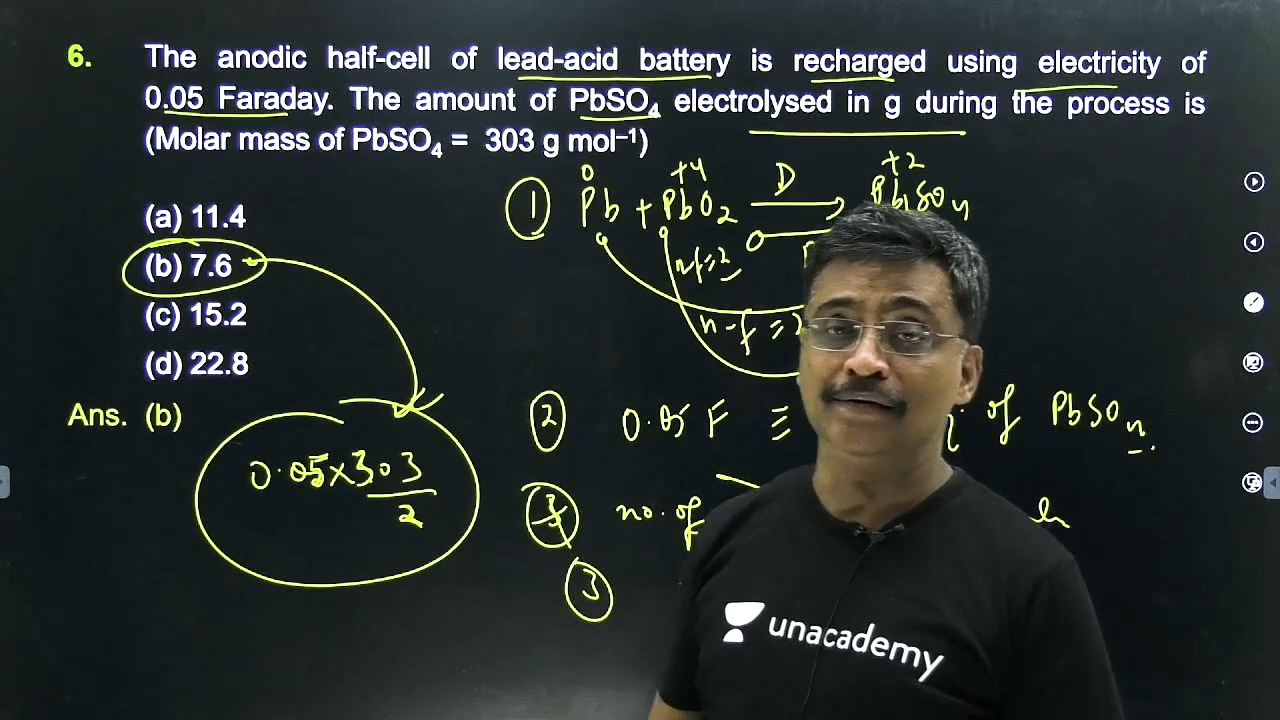 6. The anodic half-cell of lead-acid battery is recharged using electricity of
0.05 Faraday. The amount of PbSO₄ electrolysed in g during the process is
(Molar mass of PbSO₄ = 303 g mol⁻¹)
(a) 11.4
(b) 7.6
(c) 15.2
(d) 22.8
Ans. (b)
0.05×303
2
0 +4 D +2
1 Pb + PbO₂ → PbSO₄
nf=2
n-f = 2
2 0.05 F ≡ of PbSO₄.
no. of
3
unacademy